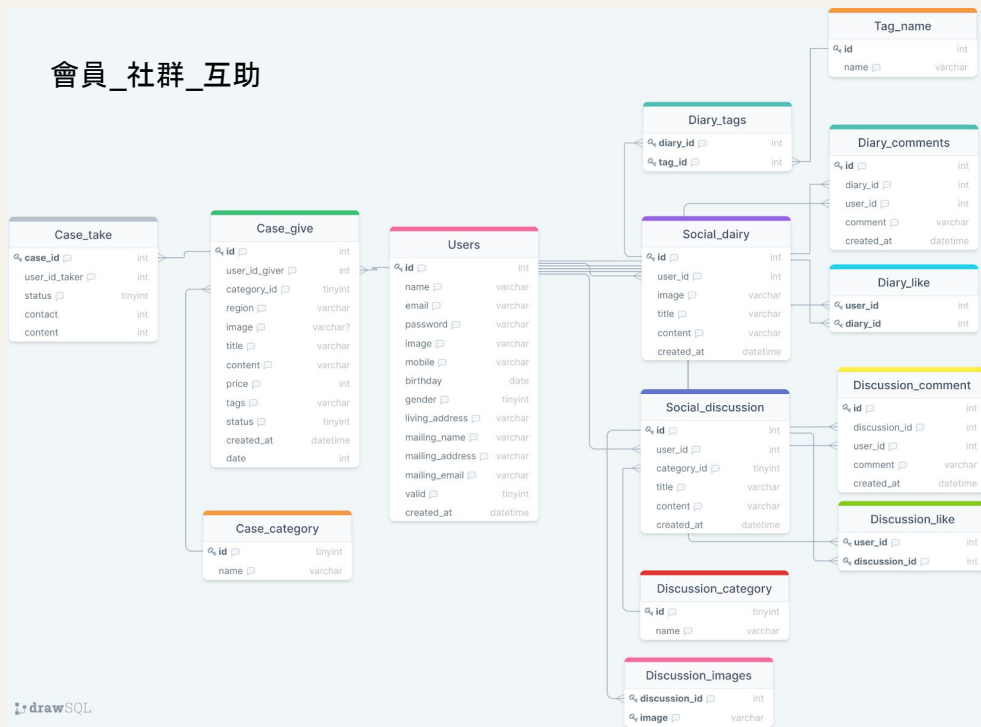 會員_社群_互助
Tag_name
id int
name varchar
Diary_tags
diary_id int
tag_id int
Diary_comments
id int
diary_id int
user_id int
comment varchar
created_at datetime
Case_take
case_id int
user_id_taker int
status tinyint
contact int
content int
Case_give
id int
user_id_giver int
category_id tinyint
region varchar
image varchar?
title varchar
content varchar
price int
tags varchar
status tinyint
created_at datetime
date int
Users
id int
name varchar
email varchar
password varchar
image varchar
mobile varchar
birthday date
gender tinyint
living_address varchar
mailing_name varchar
mailing_address varchar
mailing_email varchar
valid tinyint
created_at datetime
Social_dairy
id int
user_id int
image varchar
title varchar
content varchar
created_at datetime
Diary_like
user_id int
diary_id int
Discussion_comment
id int
discussion_id int
user_id int
comment varchar
created_at datetime
Social_discussion
id int
user_id int
category_id tinyint
title varchar
content varchar
created_at datetime
Discussion_like
user_id int
discussion_id int
Case_category
id tinyint
name varchar
Discussion_category
id tinyint
name varchar
Discussion_images
discussion_id int
image varchar
drawSQL